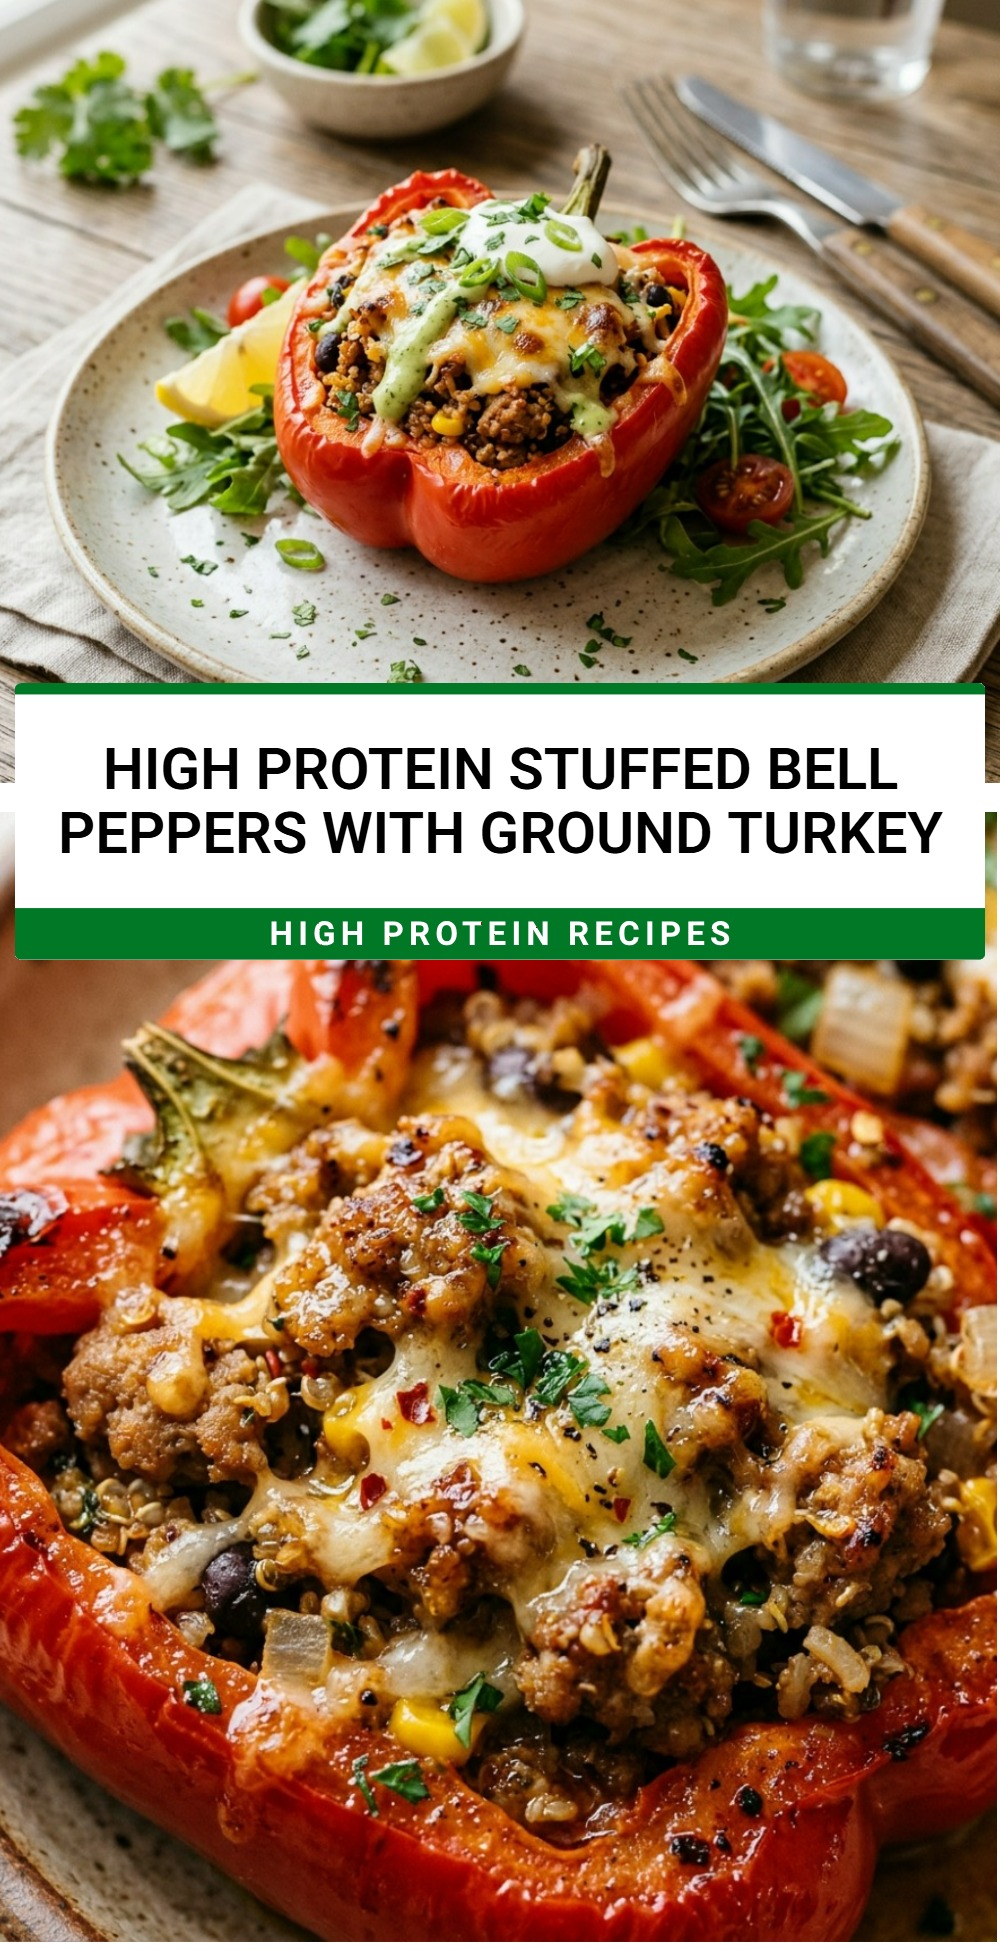 HIGH PROTEIN STUFFED BELL
PEPPERS WITH GROUND TURKEY
HIGH PROTEIN RECIPES